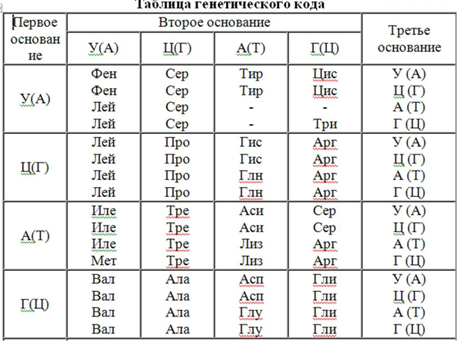 Таблица генетического кода
Первое основание Второе основание Третье основание
У(А) Ц(Г) А(Т) Г(Ц)
У(А) Фен Сер Тир Цис У (А)
Фен Сер Тир Цис Ц (Г)
Лей Сер - - А (Т)
Лей Сер - Три Г (Ц)
Ц(Г) Лей Про Гис Арг У (А)
Лей Про Гис Арг Ц (Г)
Лей Про Глн Арг А (Т)
Лей Про Глн Арг Г (Ц)
А(Т) Иле Тре Аси Сер У (А)
Иле Тре Аси Сер Ц (Г)
Иле Тре Лиз Арг А (Т)
Мет Тре Лиз Арг Г (Ц)
Г(Ц) Вал Ала Асп Гли У (А)
Вал Ала Асп Гли Ц (Г)
Вал Ала Глу Гли А (Т)
Вал Ала Глу Гли Г (Ц)